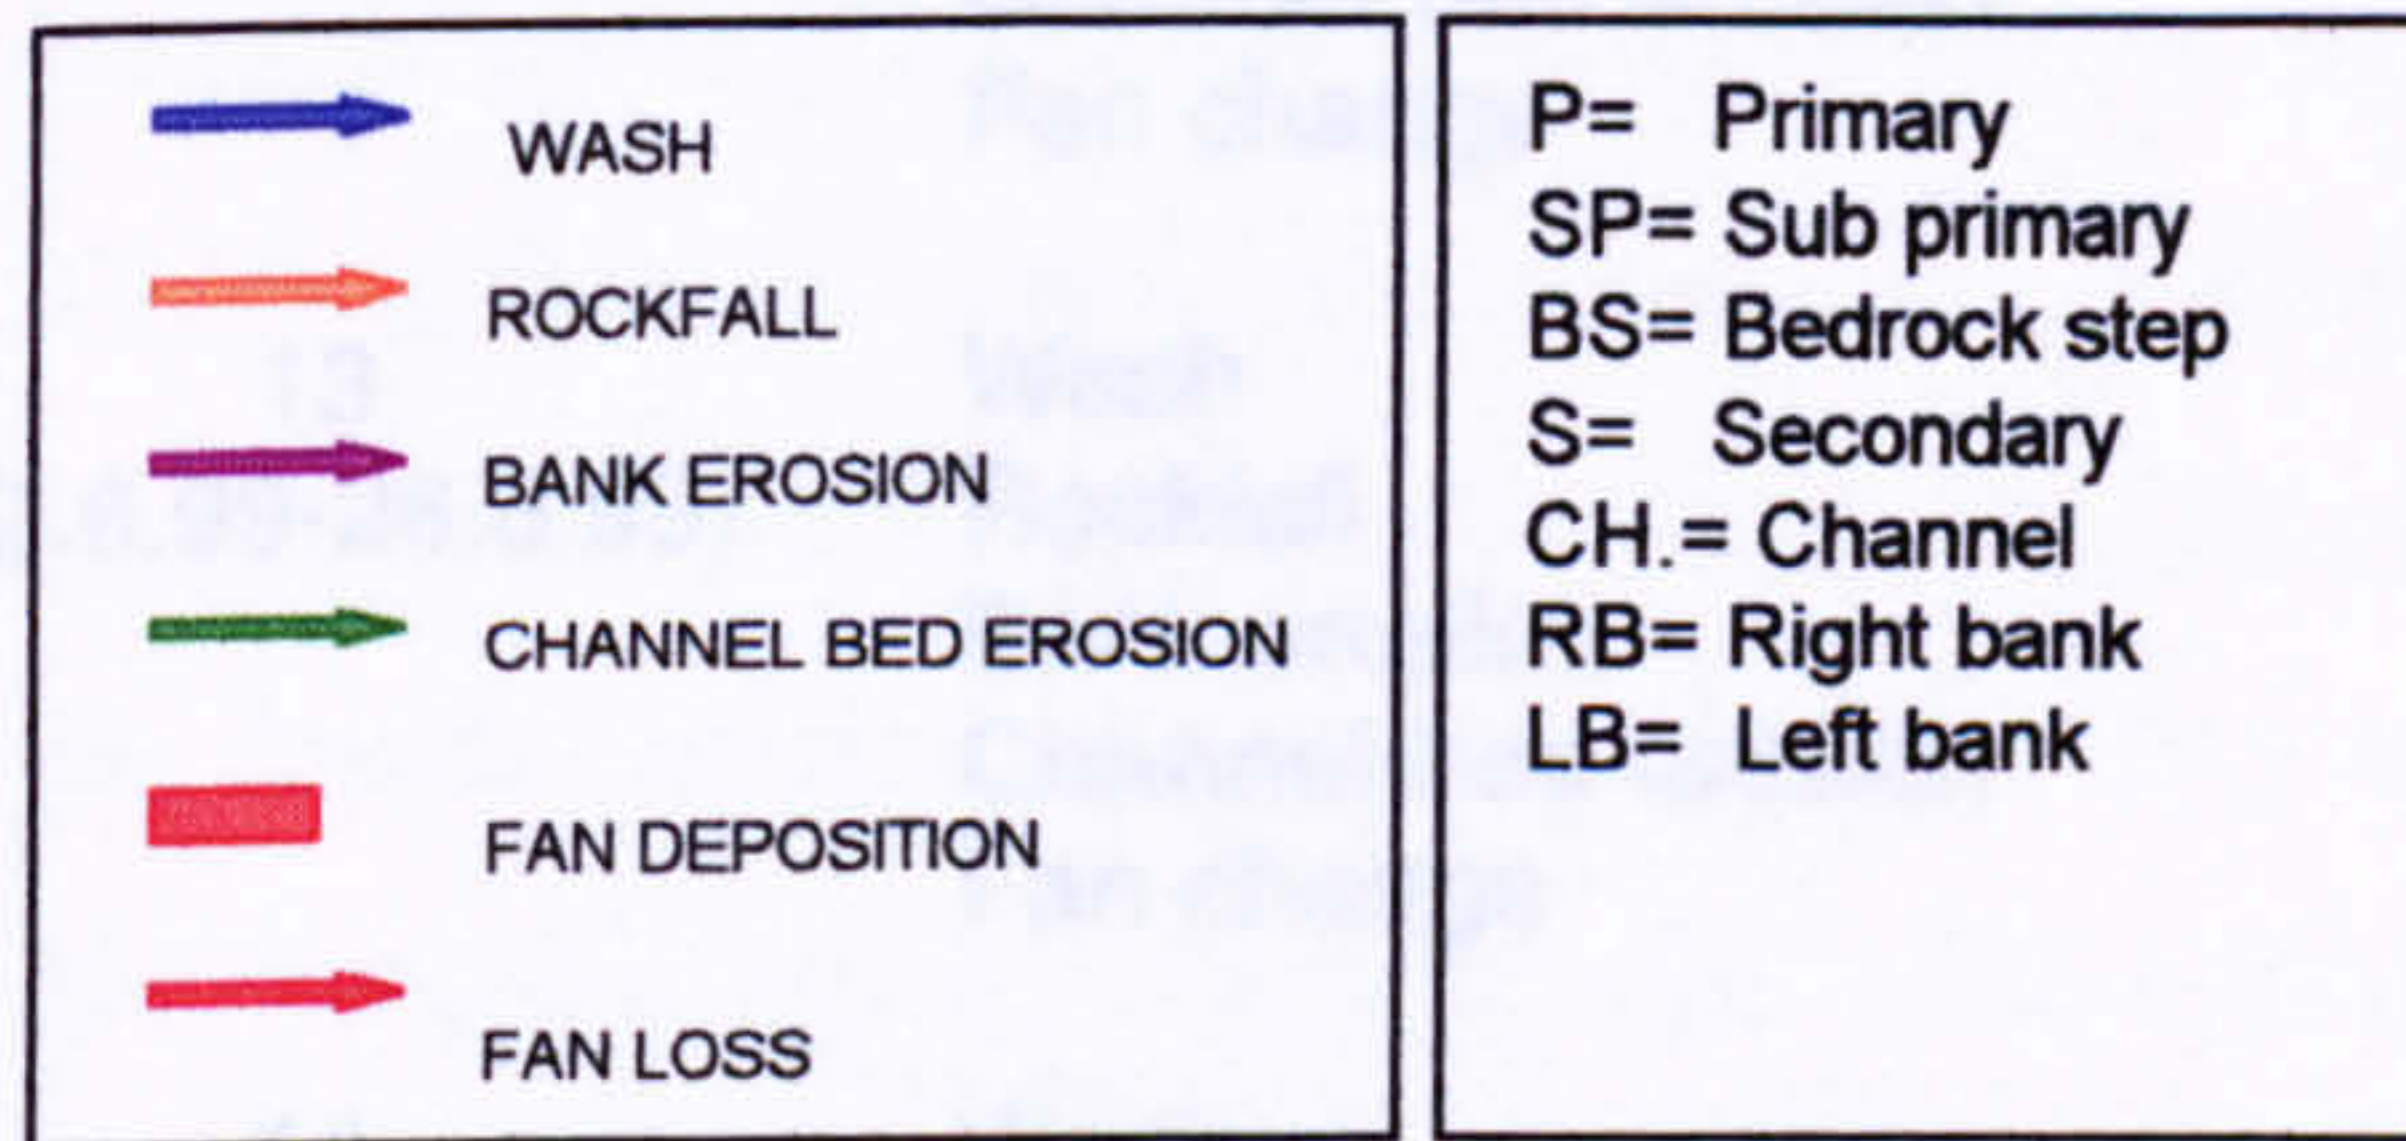 WASH
ROCKFALL
BANK EROSION
CHANNEL BED EROSION
FAN DEPOSITION
FAN LOSS
P= Primary
SP= Sub primary
BS= Bedrock step
S= Secondary
CH.= Channel
RB= Right bank
LB= Left bank